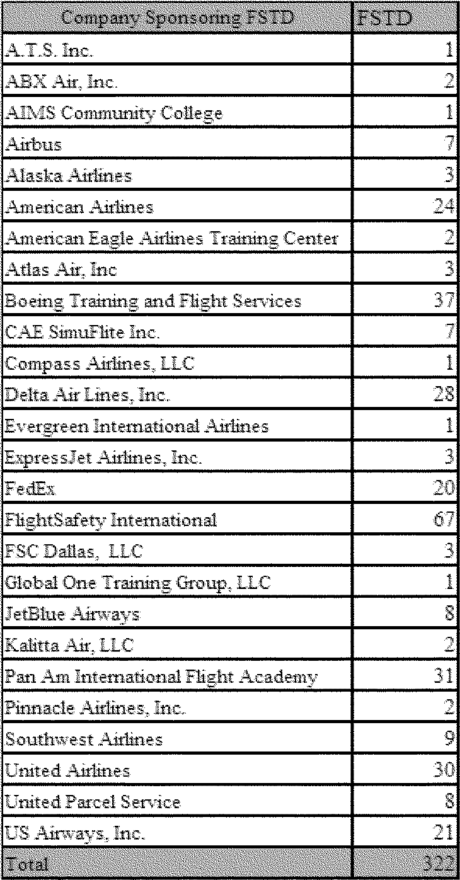 Company Sponsoring FSTD FSTD
A.T.S. Inc. 1
ABX Air, Inc. 2
AIMS Community College 1
Airbus 7
Alaska Airlines 3
American Airlines 24
American Eagle Airlines Training Center 2
Atlas Air, Inc 3
Boeing Training and Flight Services 37
CAE SimuFlite Inc. 7
Compass Airlines, LLC 1
Delta Air Lines, Inc. 28
Evergreen International Airlines 1
ExpressJet Airlines, Inc. 3
FedEx 20
FlightSafety International 67
FSC Dallas, LLC 3
Global One Training Group, LLC 1
JetBlue Airways 8
Kalitta Air, LLC 2
Pan Am International Flight Academy 31
Pinnacle Airlines, Inc. 2
Southwest Airlines 9
United Airlines 30
United Parcel Service 8
US Airways, Inc. 21
Total 322